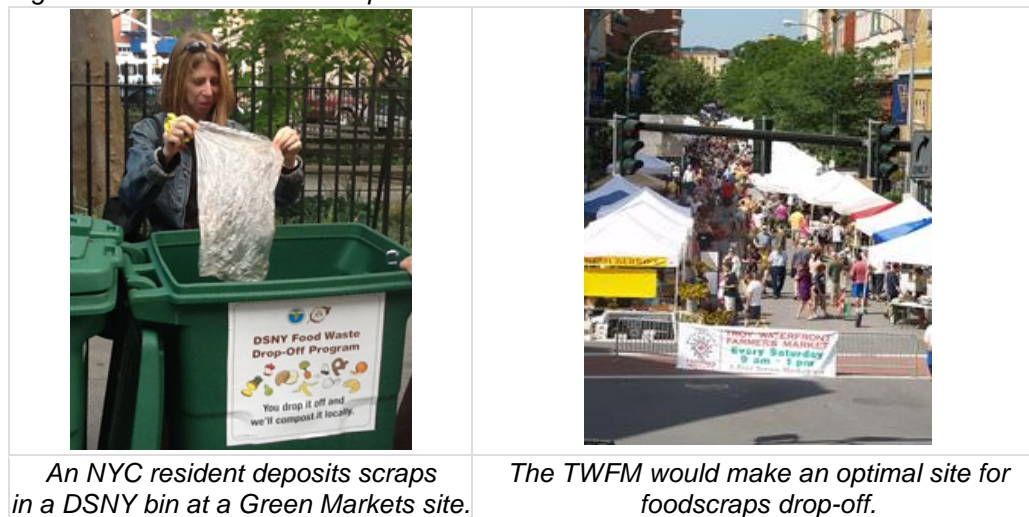 DSNY Food Waste
Drop-Off Program
You drop it off and
we'll compost it locally.
TROY WATERFRONT
FARMERS MARKET
Every Saturday
9 am - 1 pm
An NYC resident deposits scraps
in a DSNY bin at a Green Markets site.
The TWFM would make an optimal site for
foodscraps drop-off.